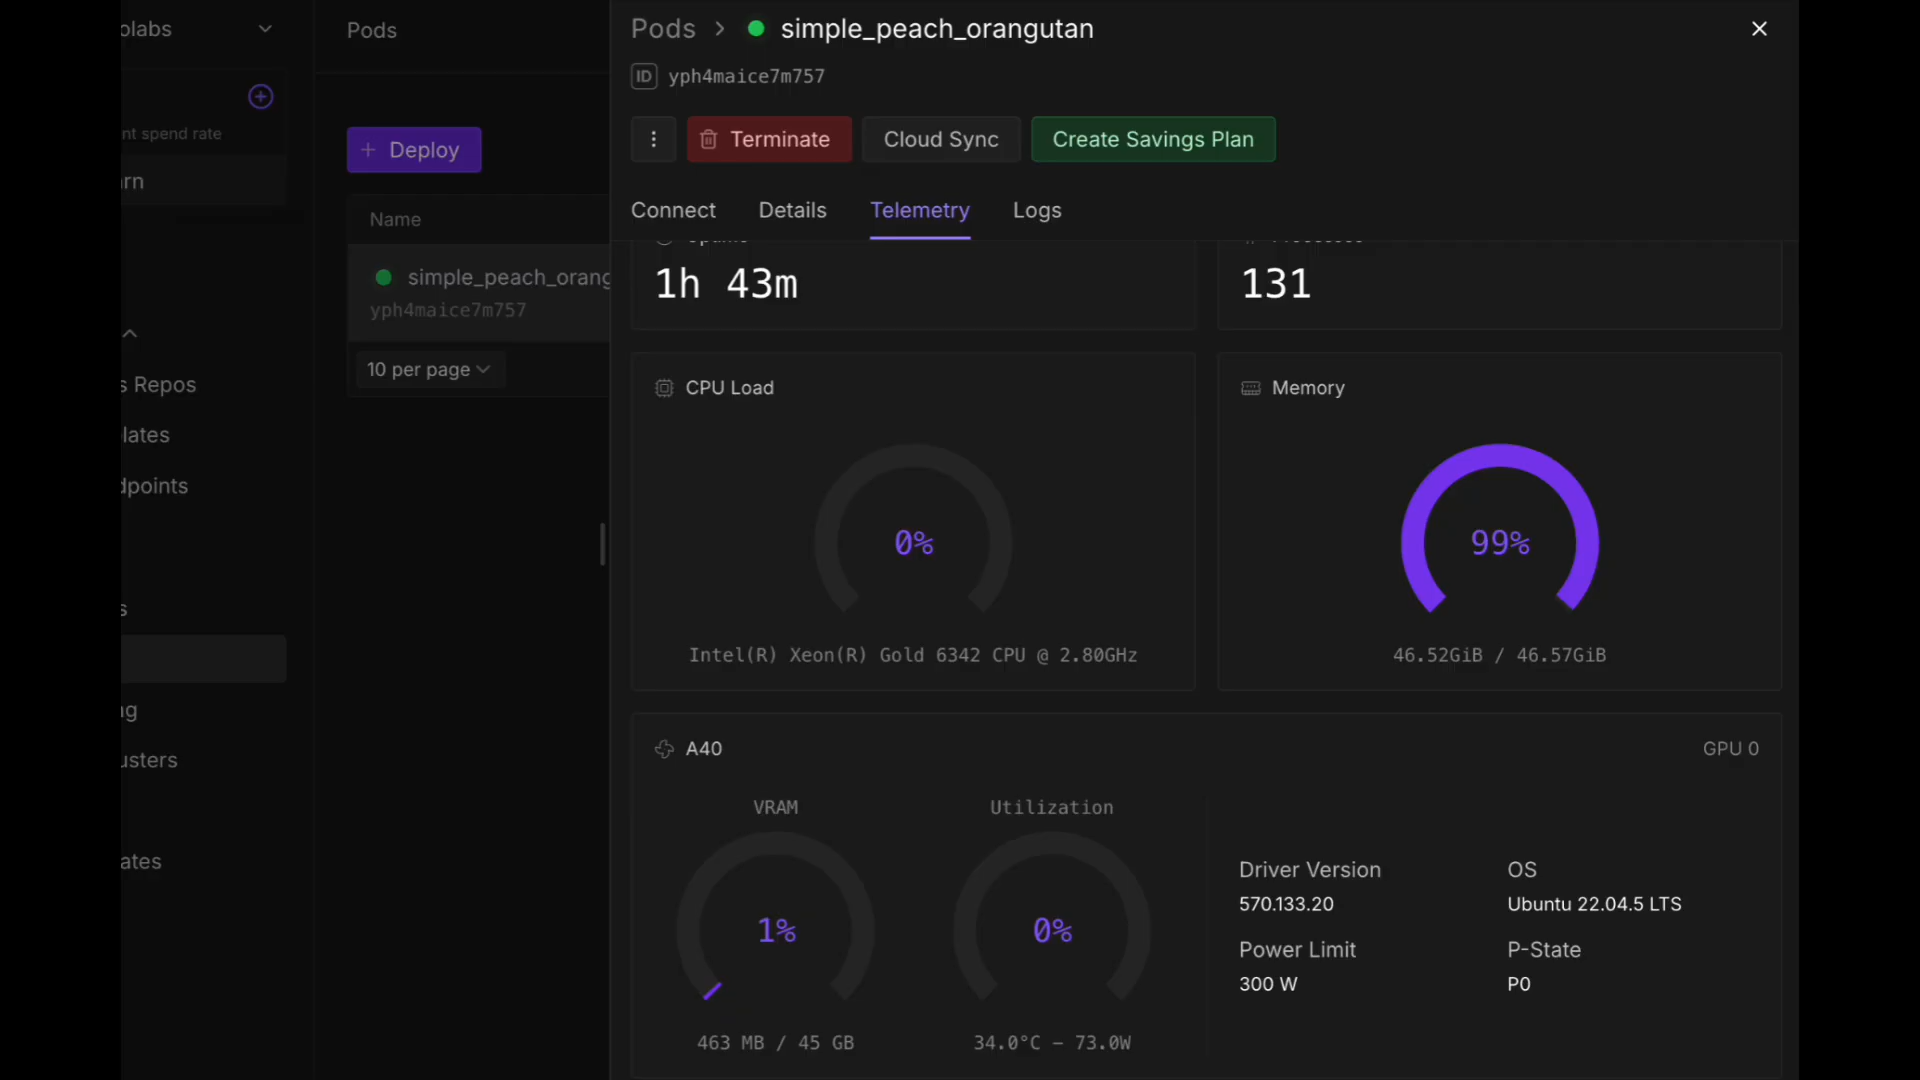 olabs
nt spend rate
rn
s Repos
lates
dpoints
s
ng
usters
ates
Pods
+ Deploy
Name
simple_peach_orang
yph4maice7m757
10 per page
Pods > simple_peach_orangutan
ID yph4maice7m757
Terminate
Cloud Sync
Create Savings Plan
Connect
Details
Telemetry
Logs
1h 43m
131
CPU Load
0%
Intel(R) Xeon(R) Gold 6342 CPU @ 2.80GHz
Memory
99%
46.52GiB / 46.57GiB
A40
GPU 0
VRAM
1%
463 MB / 45 GB
Utilization
0%
34.0°C – 73.0W
Driver Version
570.133.20
OS
Ubuntu 22.04.5 LTS
Power Limit
300 W
P-State
P0